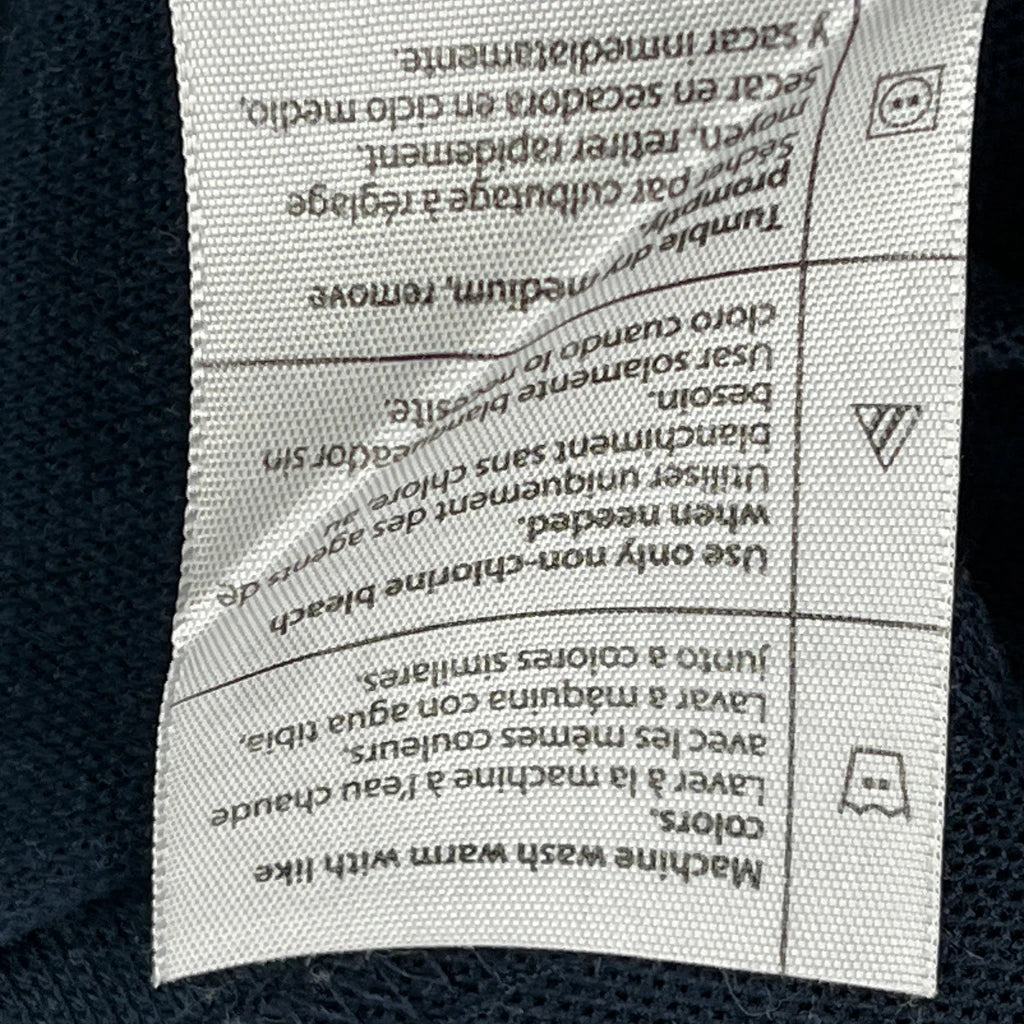 Machine wash warm with like
colors.
Laver à la machine à l'eau chaude
avec les mêmes couleurs.
Lavar a máquina con agua tibia,
junto a colores similares.
Use only non-chlorine bleach
when needed.
Utiliser uniquement des agents de
blanchiment sans chlore, au
besoin.
Usar solamente blanqueador sin
cloro cuando lo necesite.
Tumble dry medium, remove
promptly.
Sécher par culbutage à réglage
moyen, retirer rapidement.
Secar en secadora en ciclo medio,
y sacar inmediatamente.